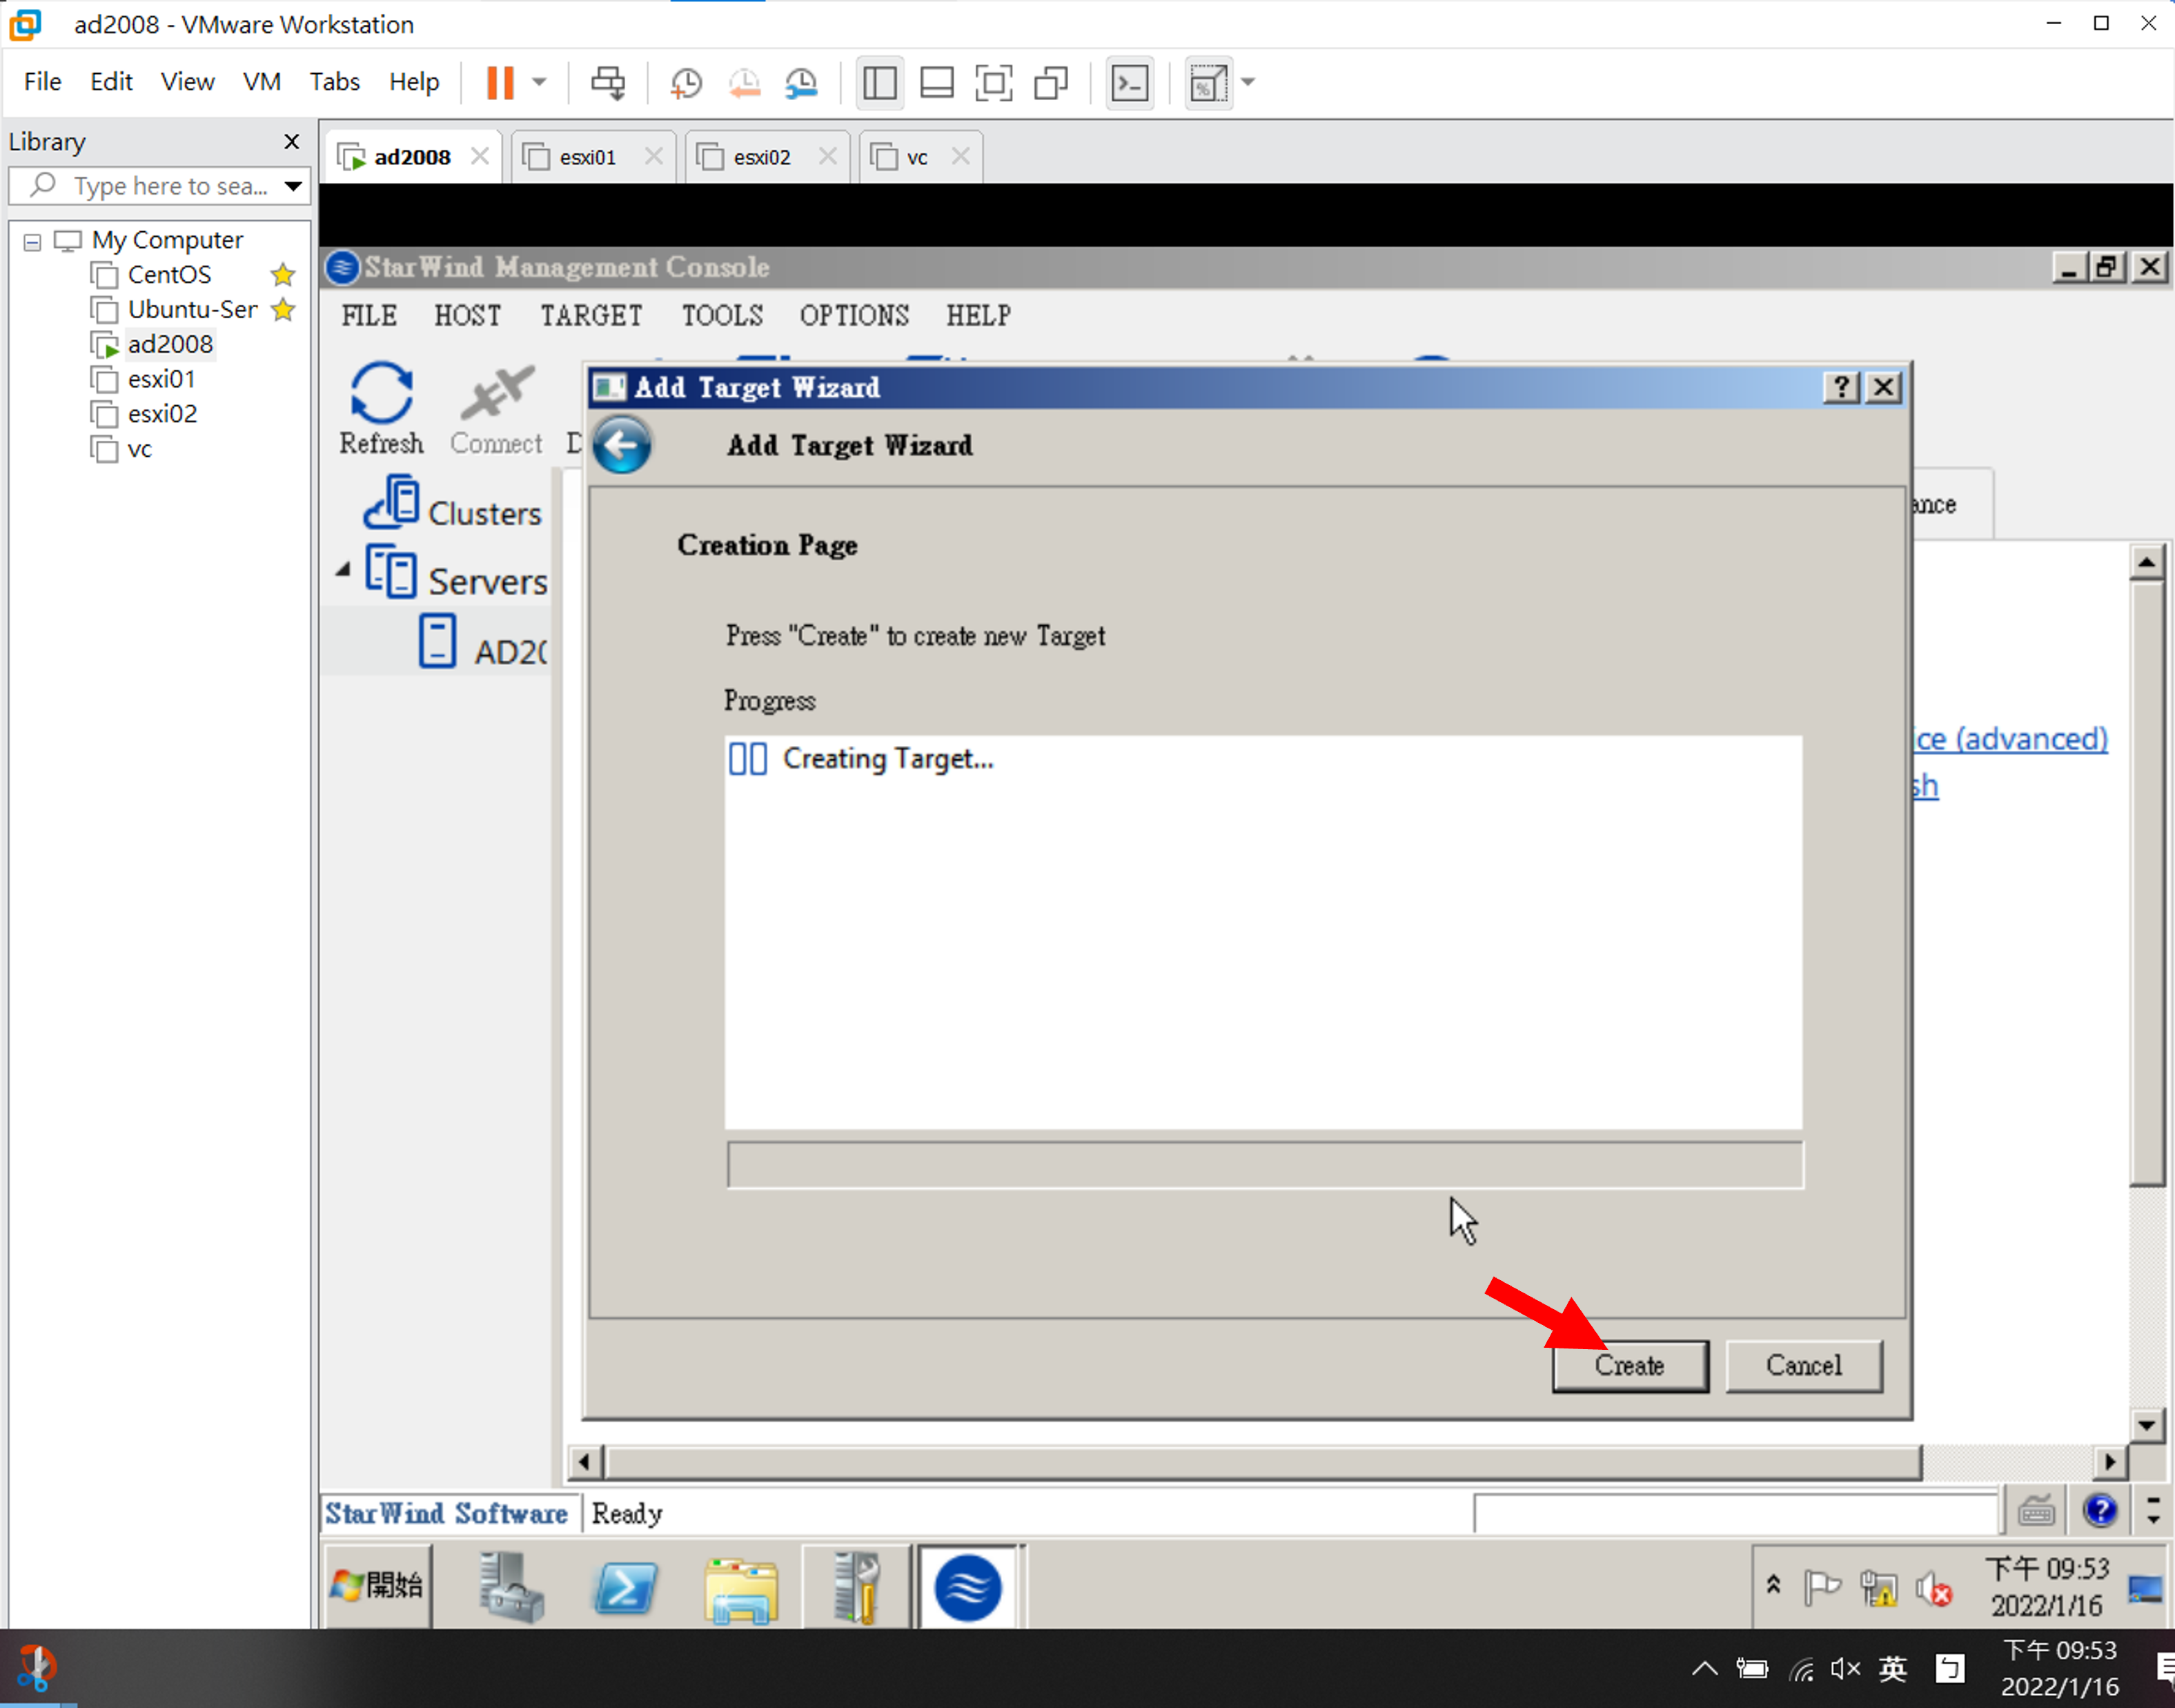 ad2008 - VMware Workstation
File Edit View VM Tabs Help
Library
Type here to sea...
My Computer
CentOS
Ubuntu-Ser
ad2008
esxi01
esxi02
vc
ad2008 esxi01 esxi02 vc
StarWind Management Console
FILE HOST TARGET TOOLS OPTIONS HELP
Refresh Connect D
Clusters
Servers
AD20
Add Target Wizard
Add Target Wizard
Creation Page
Press "Create" to create new Target
Progress
Creating Target...
Create Cancel
ance
ice (advanced)
sh
StarWind Software Ready
開始
下午 09:53
2022/1/16
英
下午 09:53
2022/1/16